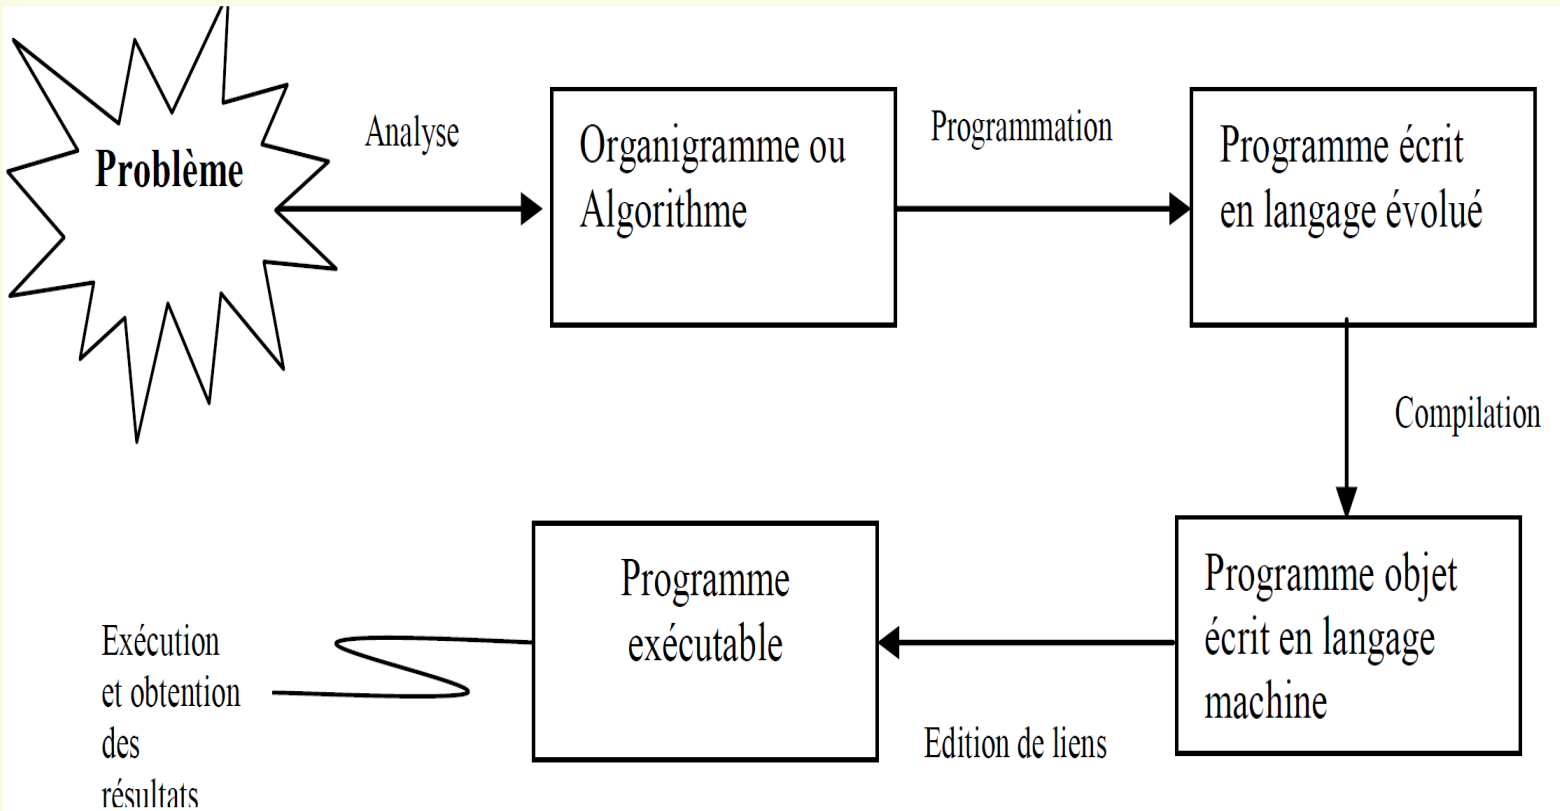 Problème
Analyse
Organigramme ou
Algorithme
Programmation
Programme écrit
en langage évolué
Compilation
Programme objet
écrit en langage
machine
Edition de liens
Programme
exécutable
Exécution
et obtention
des
résultats